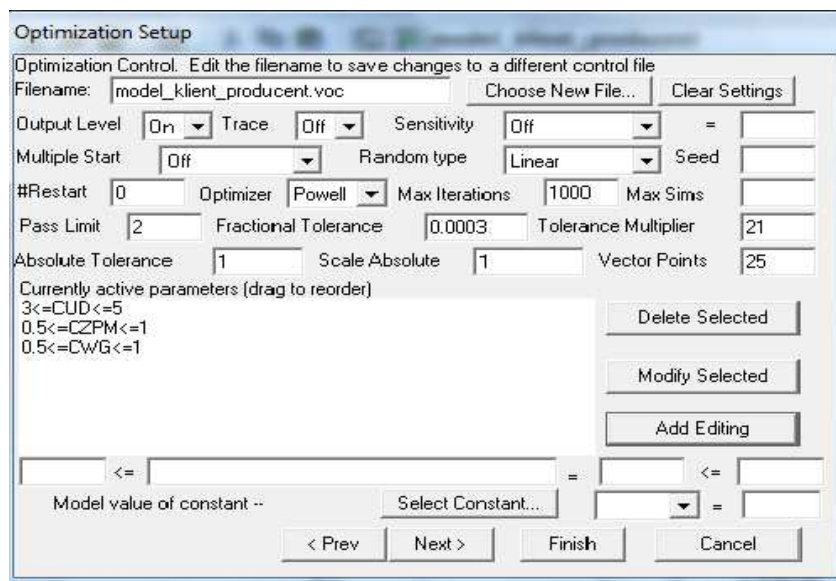 Optimization Setup
Optimization Control. Edit the filename to save changes to a different control file
Filename: model_klient_producent.voc Choose New File... Clear Settings
Output Level On Trace Off Sensitivity Off =
Multiple Start Off Random type Linear Seed
#Restart 0 Optimizer Powell Max Iterations 1000 Max Sims
Pass Limit 2 Fractional Tolerance 0.0003 Tolerance Multiplier 21
Absolute Tolerance 1 Scale Absolute 1 Vector Points 25
Currently active parameters (drag to reorder)
3<=CUD<=5
0.5<=CZPM<=1
0.5<=CWG<=1
Delete Selected
Modify Selected
Add Editing
<= = <=
Model value of constant -- Select Constant... =
< Prev Next > Finish Cancel